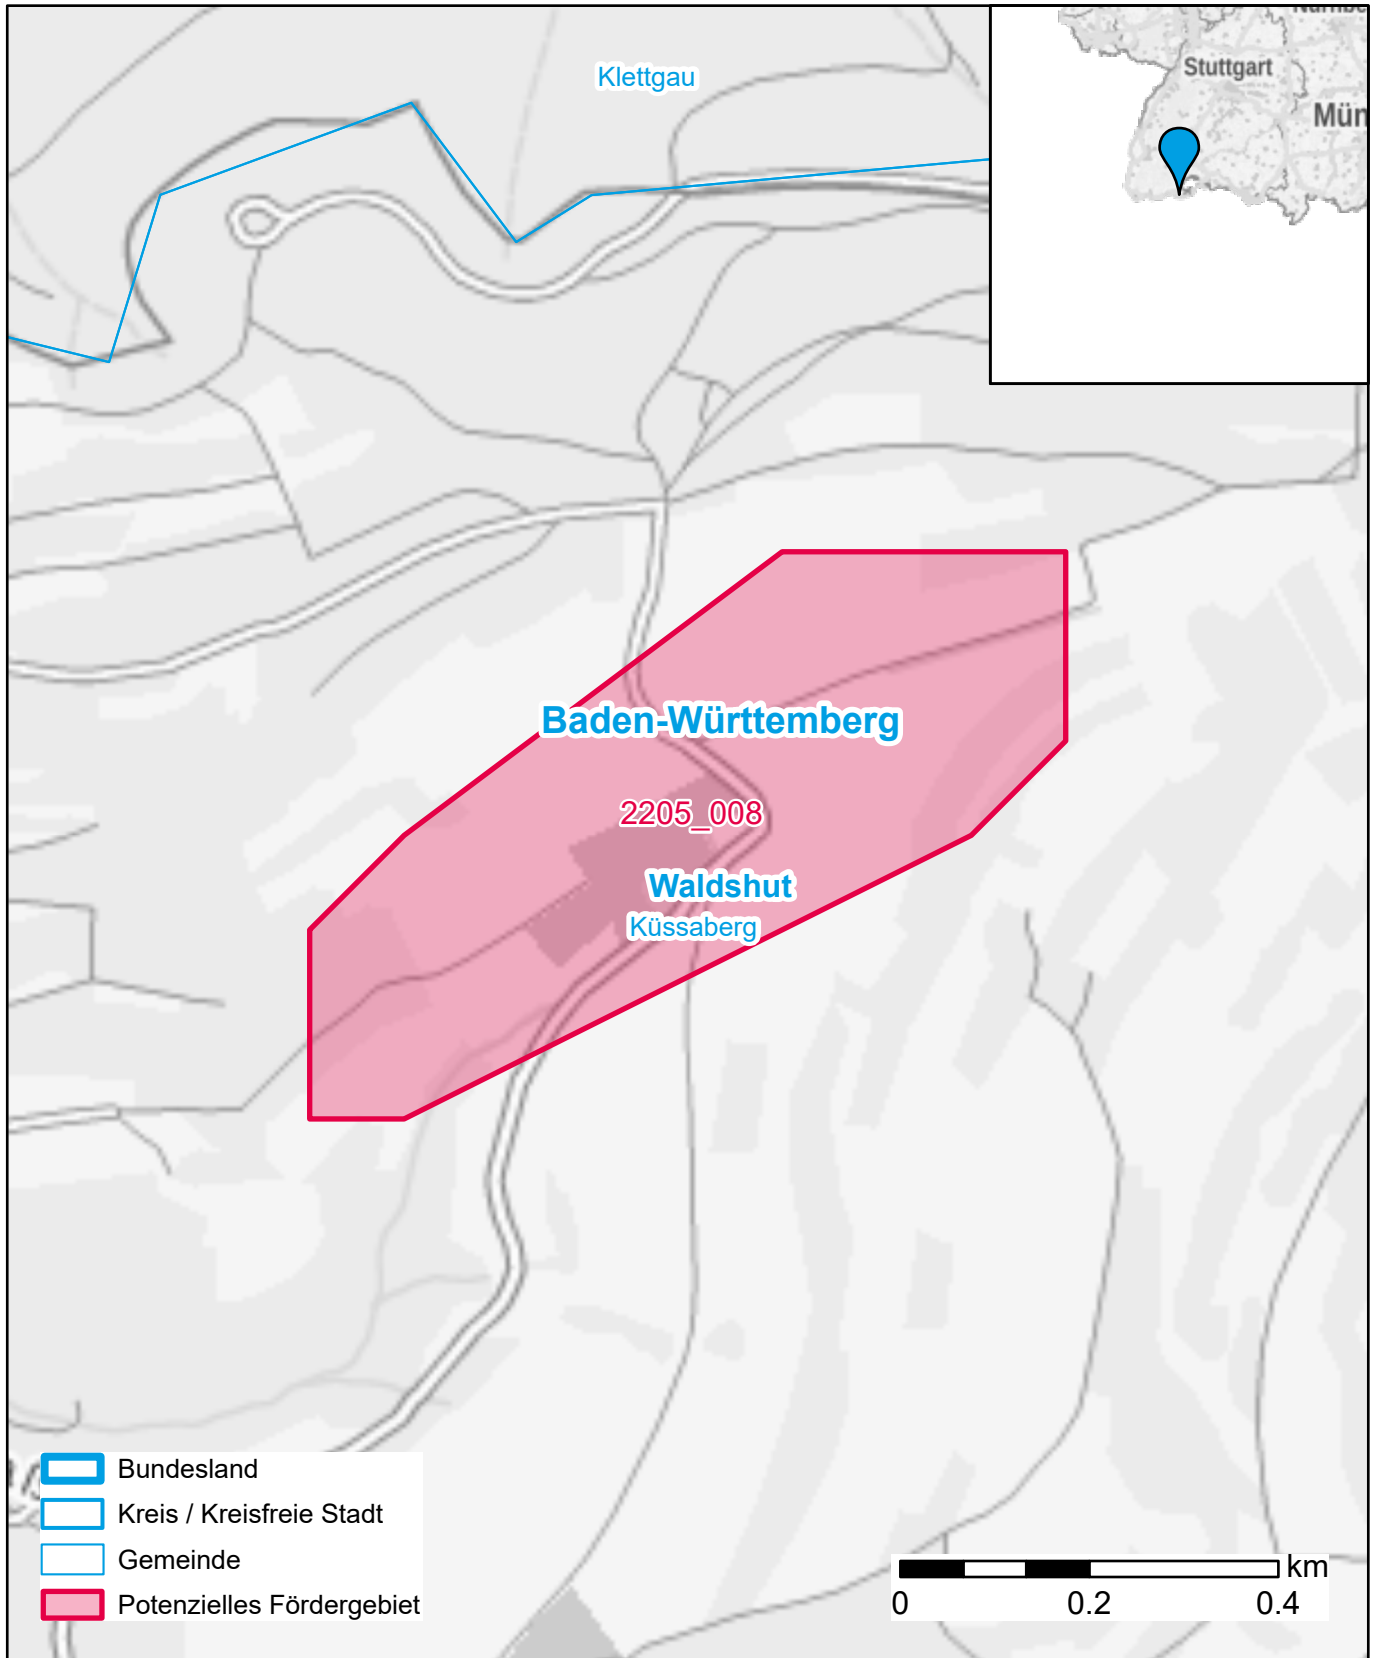 Klettgau
Stuttgart
Baden-Württemberg
2205_008
Waldshut
Küssaberg
Bundesland
Kreis / Kreisfreie Stadt
Gemeinde
Potenzielles Fördergebiet
km
0 0.2 0.4